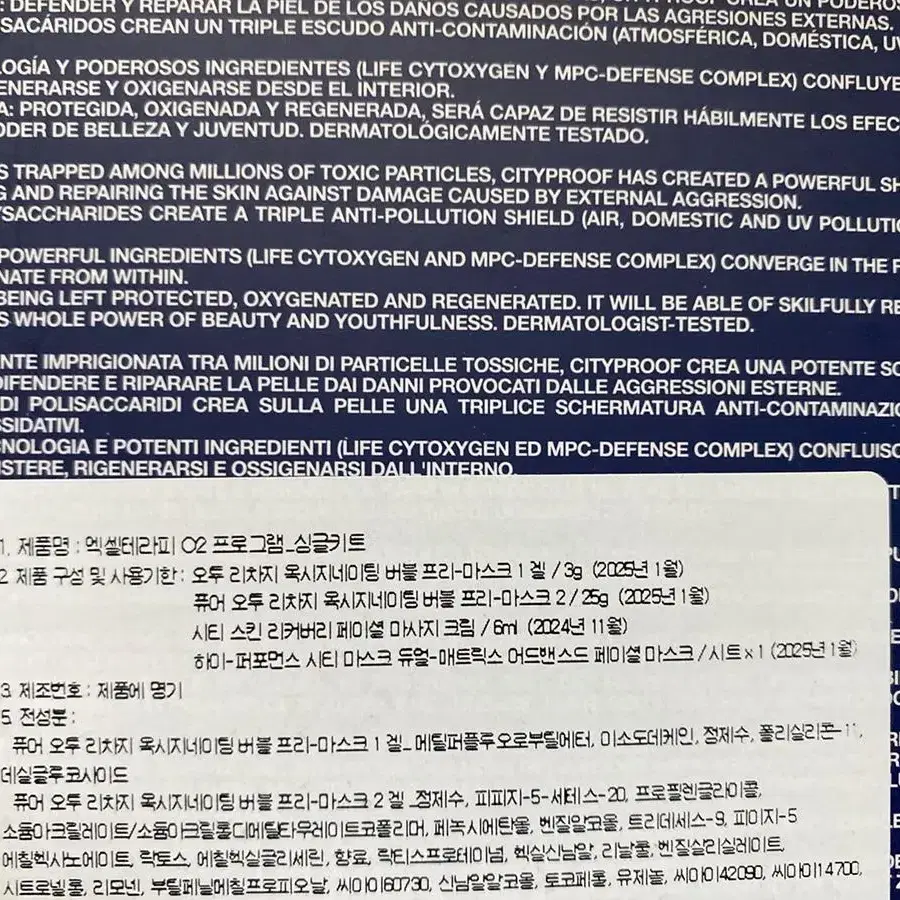 : DEFENDER Y REPARAR LA PIEL DE LOS DAÑOS CAUSADOS POR LAS AGRESIONES EXTERNAS.
SACÁRIDOS CREAN UN TRIPLE ESCUDO ANTI-CONTAMINACIÓN (ATMOSFÉRICA, DOMÉSTICA, UV
LOGÍA Y PODEROSOS INGREDIENTES (LIFE CYTOXYGEN Y MPC-DEFENSE COMPLEX) CONFLUYE
ENERARSE Y OXIGENARSE DESDE EL INTERIOR.
A: PROTEGIDA, OXIGENADA Y REGENERADA, SERÁ CAPAZ DE RESISTIR HÁBILMENTE LOS EFEC
ODER DE BELLEZA Y JUVENTUD. DERMATOLÓGICAMENTE TESTADO.
S TRAPPED AMONG MILLIONS OF TOXIC PARTICLES, CITYPROOF HAS CREATED A POWERFUL SH
G AND REPAIRING THE SKIN AGAINST DAMAGE CAUSED BY EXTERNAL AGGRESSION.
YSACCHARIDES CREATE A TRIPLE ANTI-POLLUTION SHIELD (AIR, DOMESTIC AND UV POLLUTIO
POWERFUL INGREDIENTS (LIFE CYTOXYGEN AND MPC-DEFENSE COMPLEX) CONVERGE IN THE F
NATE FROM WITHIN.
BEING LEFT PROTECTED, OXYGENATED AND REGENERATED. IT WILL BE ABLE OF SKILFULLY RE
S WHOLE POWER OF BEAUTY AND YOUTHFULNESS. DERMATOLOGIST-TESTED.
NTE IMPRIGIONATA TRA MILIONI DI PARTICELLE TOSSICHE, CITYPROOF CREA UNA POTENTE SC
DIFENDERE E RIPARARE LA PELLE DAI DANNI PROVOCATI DALLE AGGRESSIONI ESTERNE.
DI POLISACCARIDI CREA SULLA PELLE UNA TRIPLICE SCHERMATURA ANTI-CONTAMINAZIO
SSIDATIVI.
CNOLOGIA E POTENTI INGREDIENTI (LIFE CYTOXYGEN ED MPC-DEFENSE COMPLEX) CONFLUISC
ISTERE, RIGENERARSI E OSSIGENARSI DALL'INTERNO.
1. 제품명 : 엑셀테라피 O2 프로그램_싱글키트
2 제품 구성 및 사용기한 : 오투 리차지 옥시지네이팅 버블 프리-마스크 1 겔 / 3g (2025년 1월)
퓨어 오투 리차지 옥시지네이팅 버블 프리-마스크 2 / 25g (2025년 1월)
시티 스킨 리커버리 페이셜 마사지 크림 / 6ml (2024년 11월)
하이-퍼포먼스 시티 마스크 듀얼-매트릭스 어드밴스드 페이셜 마스크 / 시트 x 1 (2025년 1월)
3 제조번호 : 제품에 명기
5. 전성분 :
퓨어 오투 리차지 옥시지네이팅 버블 프리-마스크 1 겔_ 메틸퍼플루오로부틸에터, 이소도데케인, 정제수, 폴리실리콘-11,
데실글루코사이드
퓨어 오투 리차지 옥시지네이팅 버블 프리-마스크 2 겔 _정제수, 피피지-5-세테스-20, 프로필렌글라이콜,
소듐아크릴레이트/소듐아크릴롤디메틸타우레이트코폴리머, 페녹시에탄올, 벤질알코올, 트리데세스-9, 피이지-5
에칠헥사노에이트, 락토스, 에칠헥실글리세린, 향료, 락티스프로테이넘, 헥실신남알, 리날룰, 벤질살리실레이트,
시트로넬롤, 리모넨, 부틸페닐메칠프로피오날, 씨아이60730, 신남알알코올, 토코페롤, 유제놀, 씨아이42090, 씨아이14700,